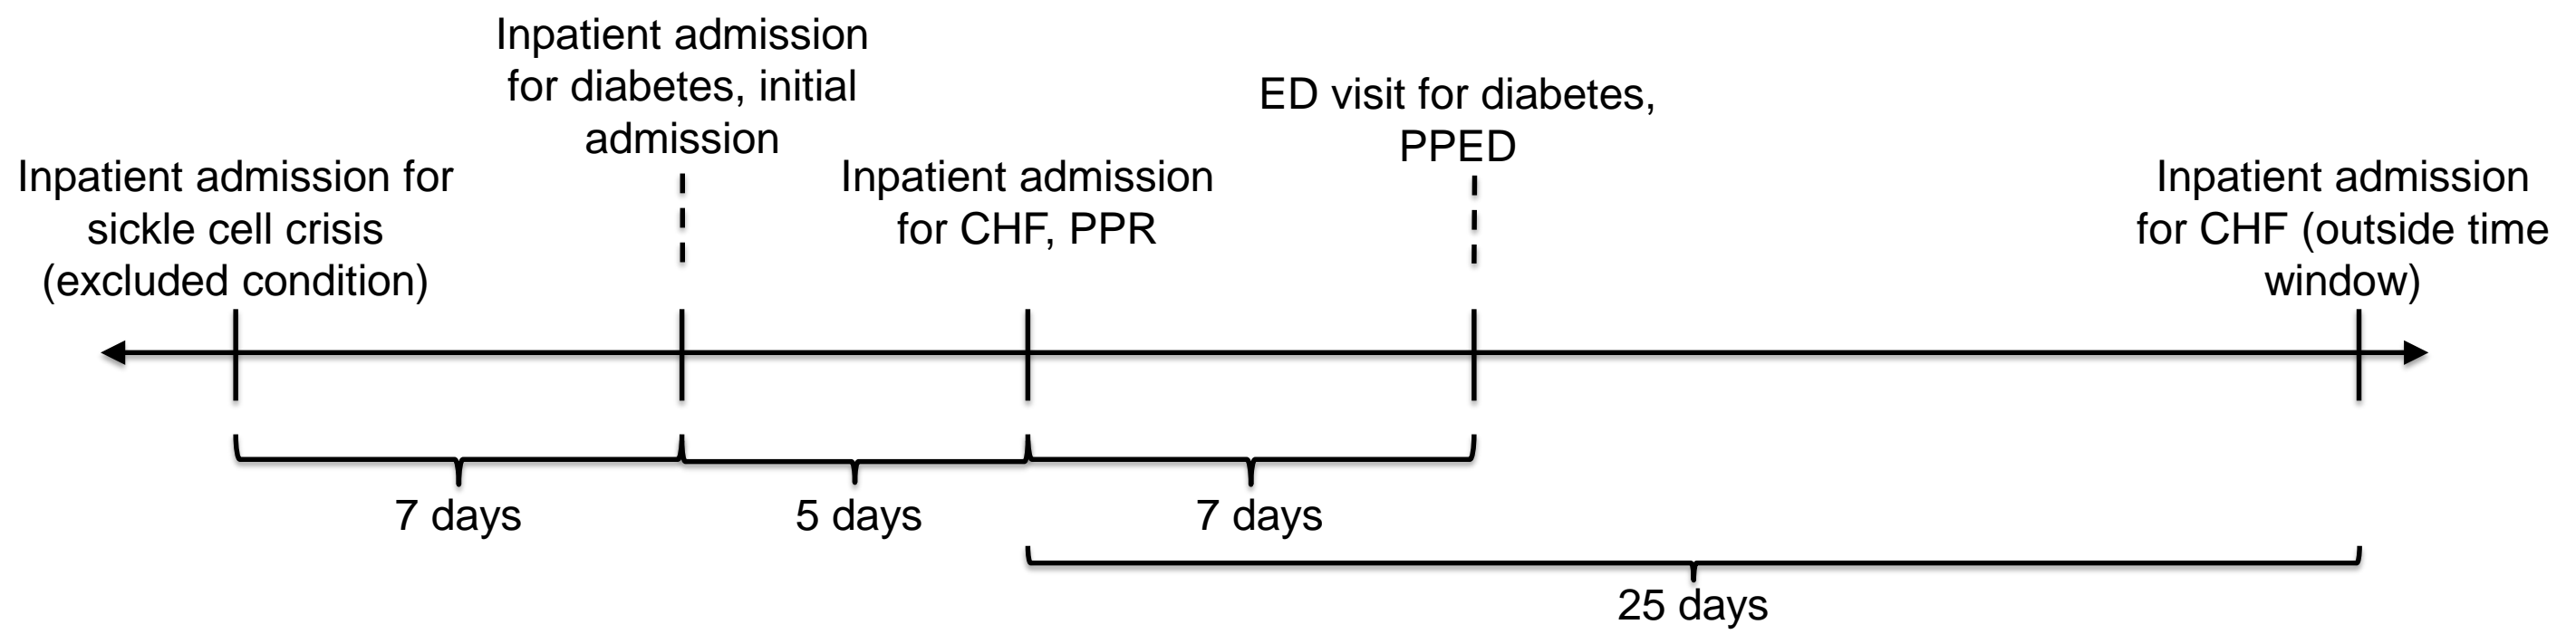 Inpatient admission for
sickle cell crisis
(excluded condition)
Inpatient admission
for diabetes, initial
admission
Inpatient admission
for CHF, PPR
ED visit for diabetes,
PPED
Inpatient admission
for CHF (outside time
window)
7 days
5 days
7 days
25 days